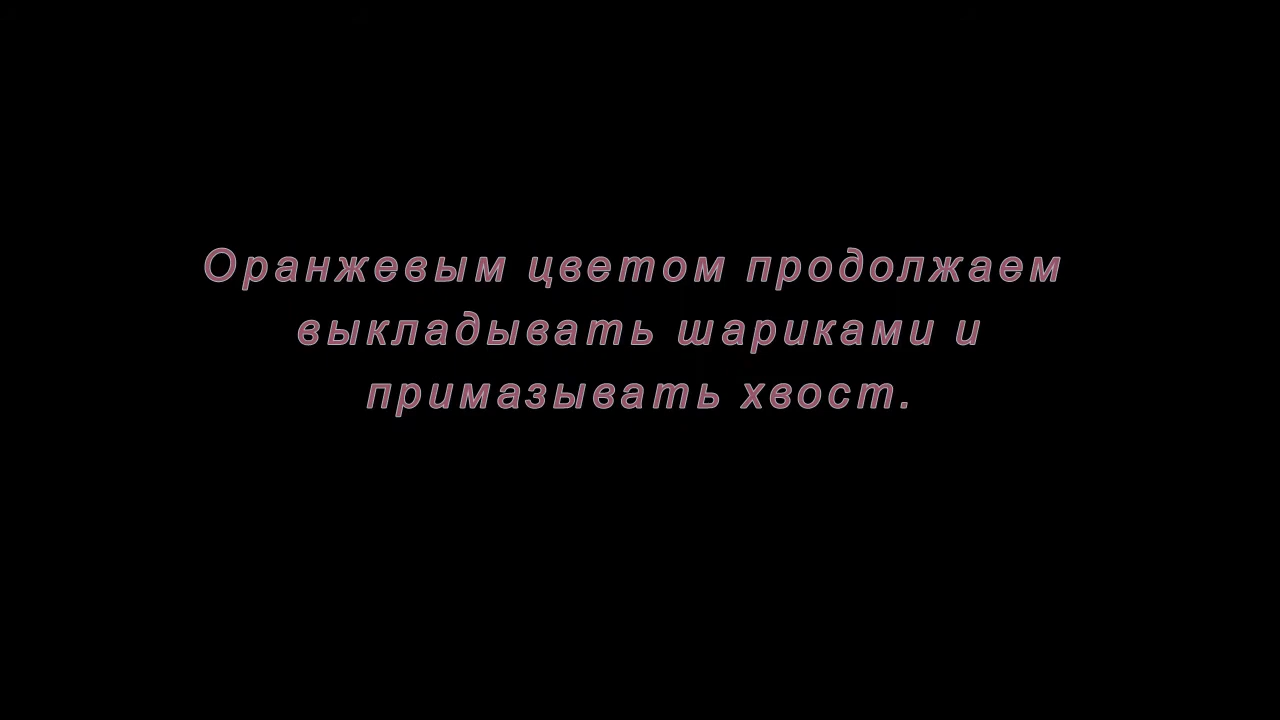 Оранжевым цветом продолжаем
выкладывать шариками и
примазывать хвост.